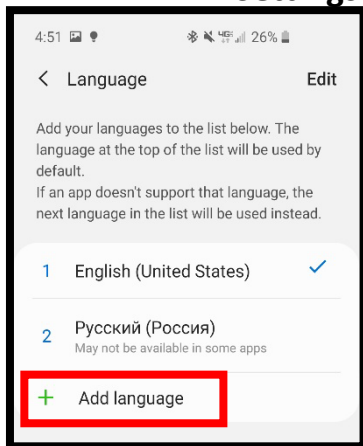 4:51 26%
Language Edit
Add your languages to the list below. The
language at the top of the list will be used by
default.
If an app doesn't support that language, the
next language in the list will be used instead.
1 English (United States)
2 Русский (Россия)
May not be available in some apps
+ Add language